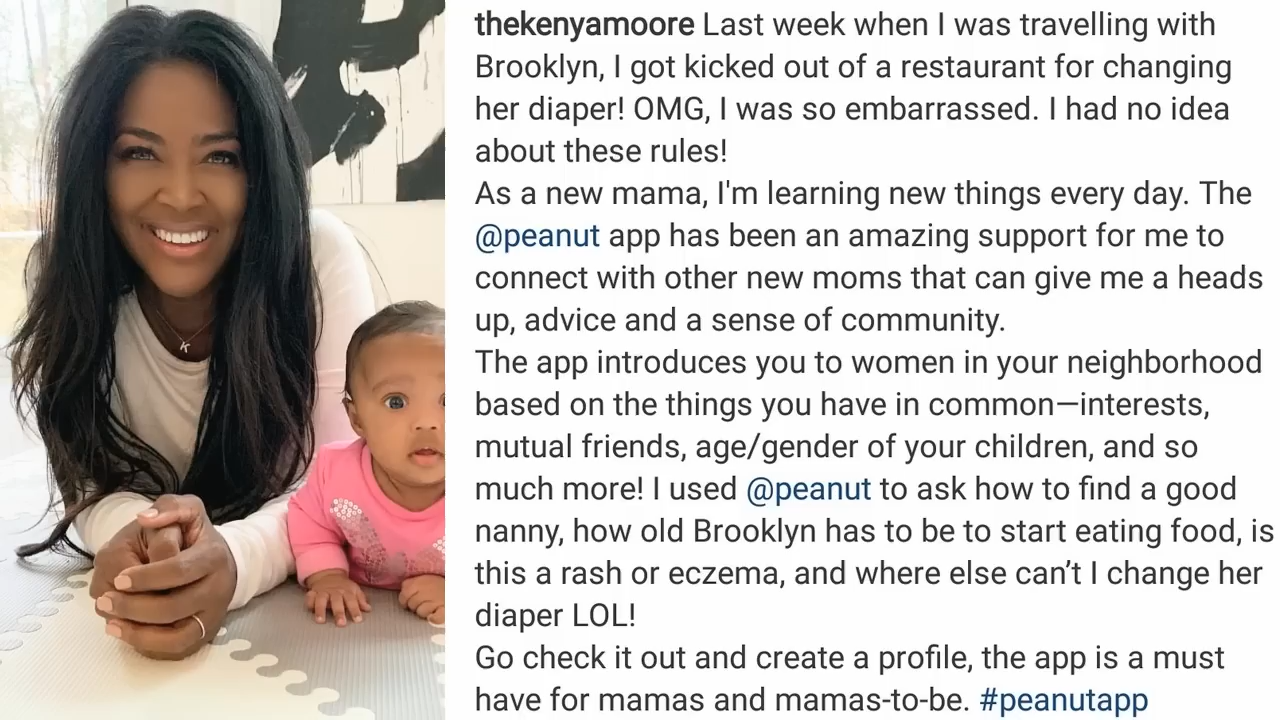 thekenyamoore Last week when I was travelling with
Brooklyn, I got kicked out of a restaurant for changing
her diaper! OMG, I was so embarrassed. I had no idea
about these rules!
As a new mama, I'm learning new things every day. The
@peanut app has been an amazing support for me to
connect with other new moms that can give me a heads
up, advice and a sense of community.
The app introduces you to women in your neighborhood
based on the things you have in common—interests,
mutual friends, age/gender of your children, and so
much more! I used @peanut to ask how to find a good
nanny, how old Brooklyn has to be to start eating food, is
this a rash or eczema, and where else can’t I change her
diaper LOL!
Go check it out and create a profile, the app is a must
have for mamas and mamas-to-be. #peanutapp
K